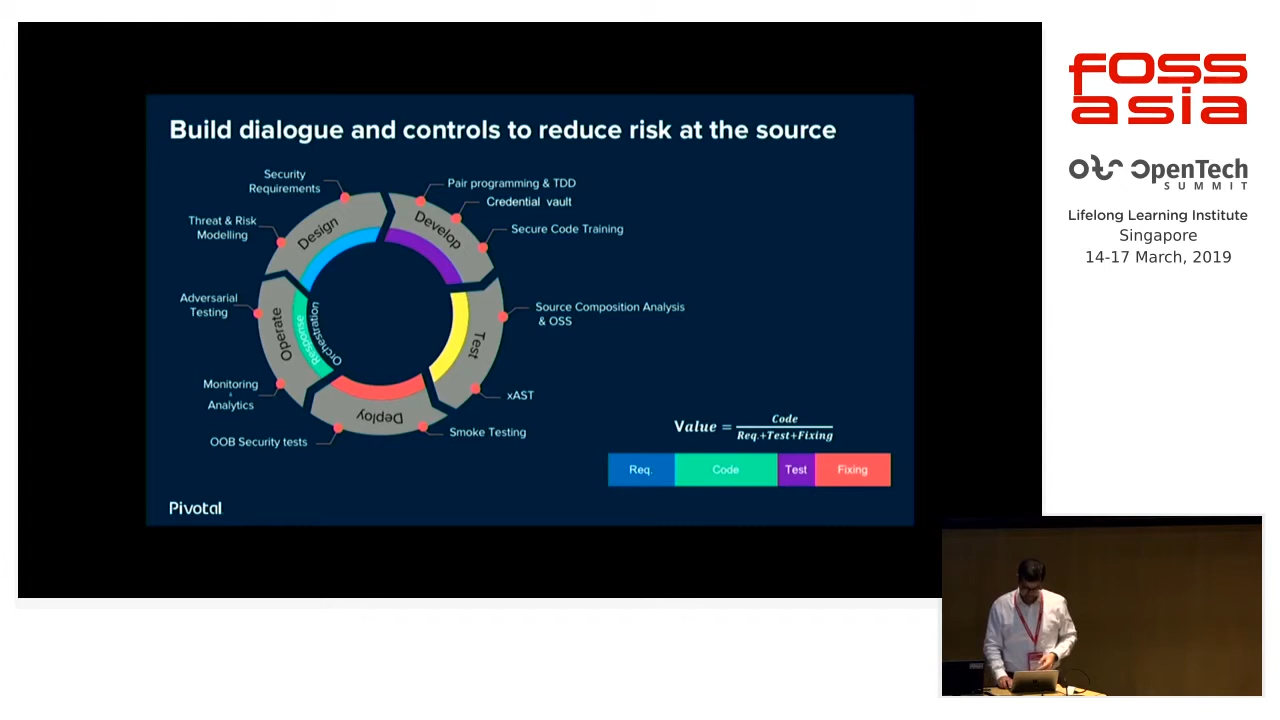 Build dialogue and controls to reduce risk at the source
Security
Requirements
Threat & Risk
Modelling
Adversarial
Testing
Monitoring
&
Analytics
OOB Security tests
Pair programming & TDD
Credential vault
Secure Code Training
Source Composition Analysis
& OSS
xAST
Smoke Testing
Design
Develop
Test
Deploy
Operate
Response
Orchestration
Value = Code
Req.+Test+Fixing
Req. Code Test Fixing
Pivotal
FOSS
ASIA
OTS OpenTech
SUMMIT
Lifelong Learning Institute
Singapore
14-17 March, 2019